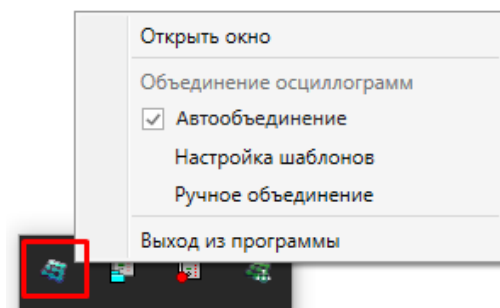 Открыть окно
Объединение осциллограмм
Автообъединение
Настройка шаблонов
Ручное объединение
Выход из программы